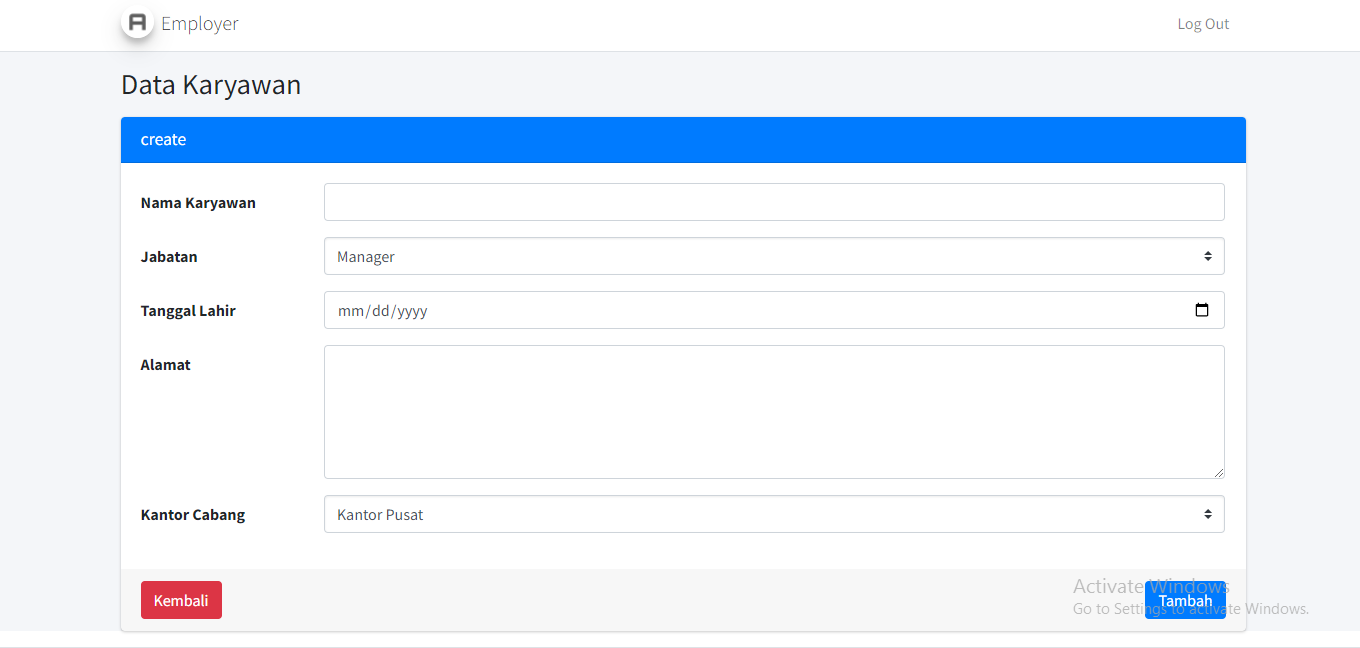 Employer
Log Out
Data Karyawan
create
Nama Karyawan
Jabatan
Manager
Tanggal Lahir
mm/dd/yyyy
Alamat
Kantor Cabang
Kantor Pusat
Kembali
Tambah
Activate Windows
Go to Settings to activate Windows.